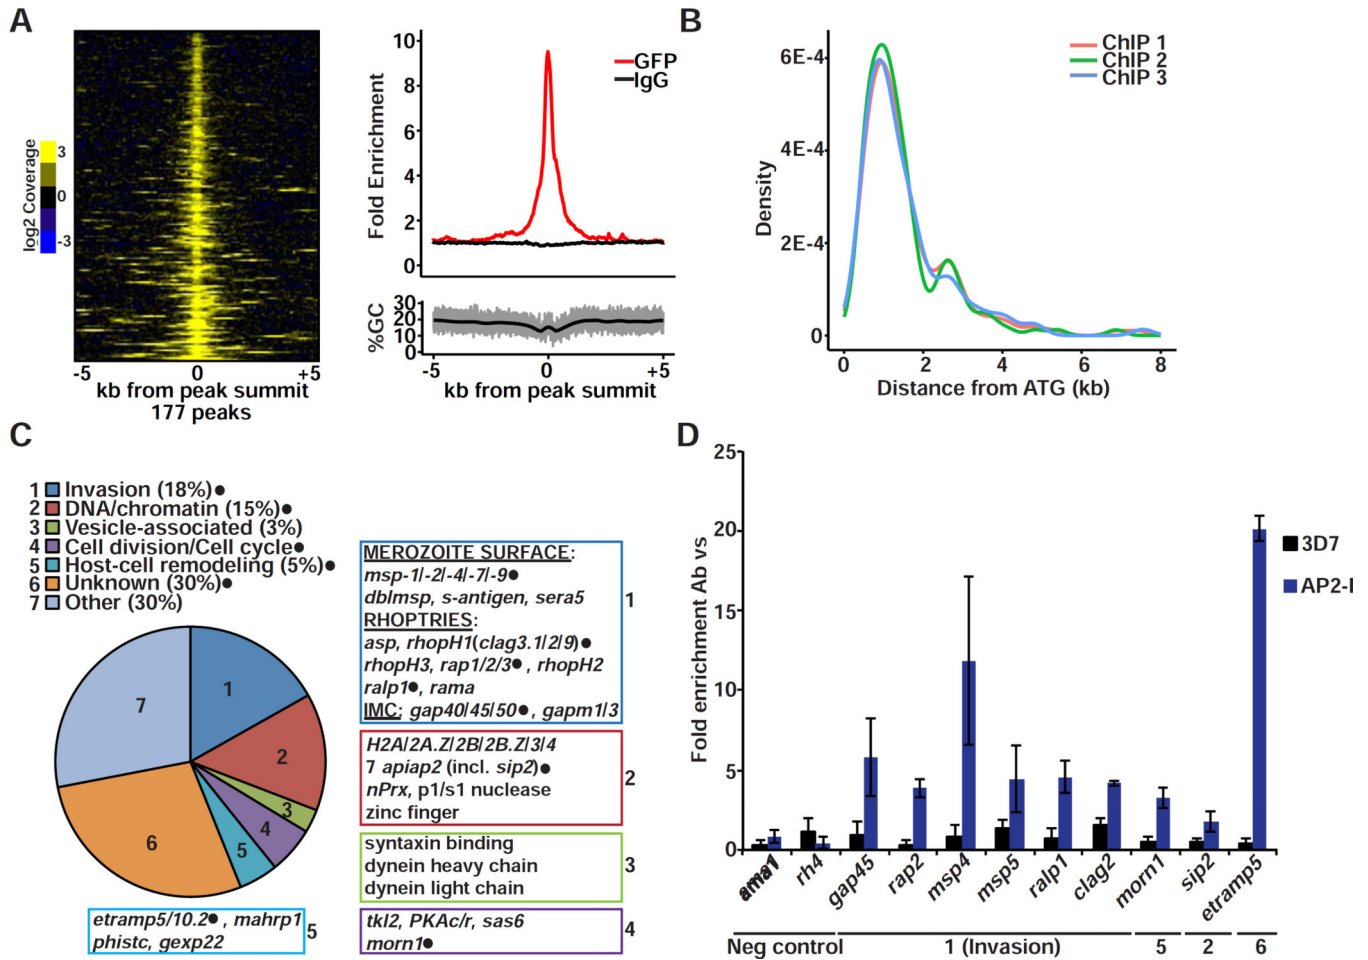 A
log2 Coverage
3
0
-3
-5
0
+5
kb from peak summit
177 peaks
Fold Enrichment
10
8
6
4
2
0
GFP
IgG
%GC
30
20
10
0
-5
0
+5
kb from peak summit
B
Density
6E-4
4E-4
2E-4
0
ChIP 1
ChIP 2
ChIP 3
0
2
4
6
8
Distance from ATG (kb)
C
1 Invasion (18%)●
2 DNA/chromatin (15%)●
3 Vesicle-associated (3%)
4 Cell division/Cell cycle●
5 Host-cell remodeling (5%)●
6 Unknown (30%)●
7 Other (30%)
1
2
3
4
5
6
7
MEROZOITE SURFACE:
msp-1/-2/-4/-7/-9●
dblmsp, s-antigen, sera5
RHOPTRIES:
asp, rhopH1(clag3.1/2/9)●
rhopH3, rap1/2/3●, rhopH2
ralp1●, rama
IMC: gap40/45/50●, gapm1/3
1
H2A/2A.Z/2B/2B.Z/3/4
7 apiap2 (incl. sip2)●
nPrx, p1/s1 nuclease
zinc finger
2
syntaxin binding
dynein heavy chain
dynein light chain
3
tkl2, PKAc/r, sas6
morn1●
4
etramp5/10.2●, mahrp1
phistc, gexp22
5
D
Fold enrichment Ab vs
25
20
15
10
5
0
3D7
AP2-I
ama1
rh4
gap45
rap2
msp4
msp5
ralp1
clag2
morn1
sip2
etramp5
Neg control
1 (Invasion)
5
2
6